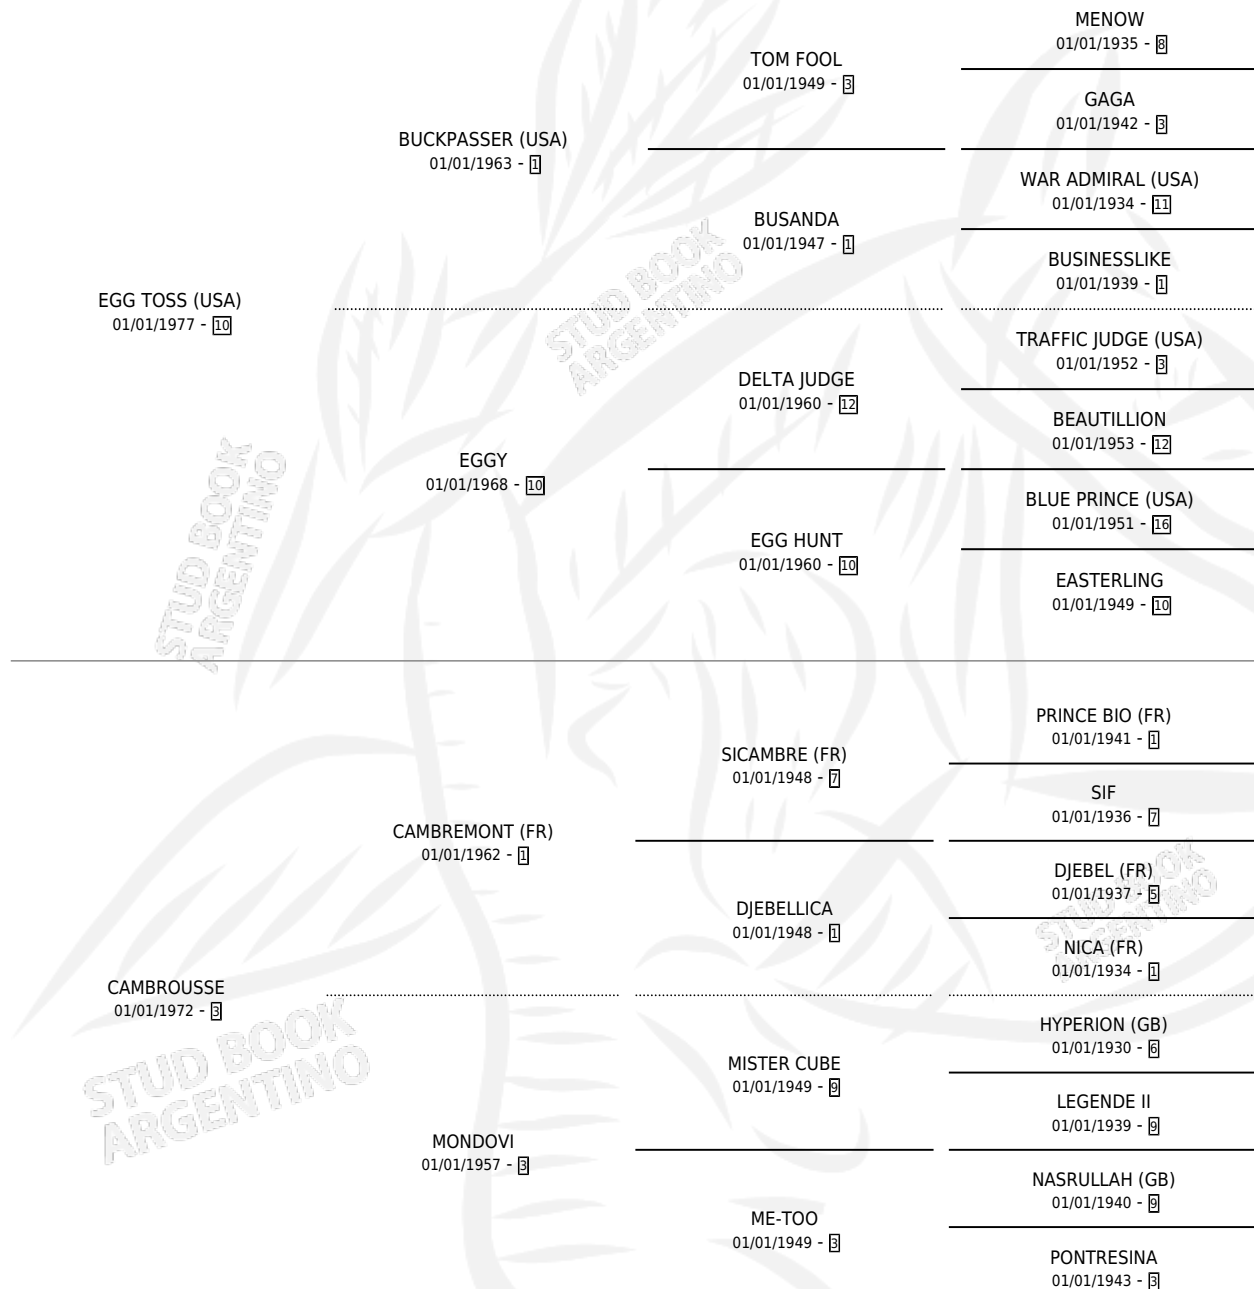 MENOW
01/01/1935 - 8
TOM FOOL
01/01/1949 - 3
GAGA
01/01/1942 - 3
BUCKPASSER (USA)
01/01/1963 - 1
WAR ADMIRAL (USA)
01/01/1934 - 11
BUSANDA
01/01/1947 - 1
BUSINESSLIKE
01/01/1939 - 1
EGG TOSS (USA)
01/01/1977 - 10
STUD BOOK
ARGENTINO
TRAFFIC JUDGE (USA)
01/01/1952 - 3
DELTA JUDGE
01/01/1960 - 12
BEAUTILLION
01/01/1953 - 12
EGGY
01/01/1968 - 10
BLUE PRINCE (USA)
01/01/1951 - 16
EGG HUNT
01/01/1960 - 10
EASTERLING
01/01/1949 - 10
STUD BOOK
ARGENTINO
PRINCE BIO (FR)
01/01/1941 - 1
SICAMBRE (FR)
01/01/1948 - 7
SIF
01/01/1936 - 7
CAMBREMONT (FR)
01/01/1962 - 1
DJEBEL (FR)
01/01/1937 - 5
DJEBELLICA
01/01/1948 - 1
NICA (FR)
01/01/1934 - 1
STUD BOOK
ARGENTINO
CAMBROUSSE
01/01/1972 - 3
HYPERION (GB)
01/01/1930 - 6
MISTER CUBE
01/01/1949 - 9
LEGENDE II
01/01/1939 - 9
STUD BOOK
ARGENTINO
MONDOVI
01/01/1957 - 3
NASRULLAH (GB)
01/01/1940 - 9
ME-TOO
01/01/1949 - 3
PONTRESINA
01/01/1943 - 3